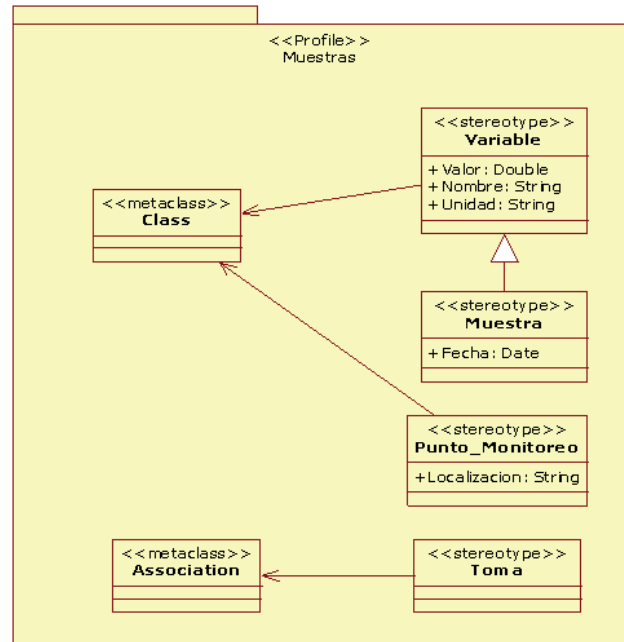 <<Profile>>
Muestras
<<stereotype>>
Variable
+ Valor: Double
+ Nombre: String
+ Unidad: String
<<metaclass>>
Class
<<stereotype>>
Muestra
+ Fecha: Date
<<stereotype>>
Punto_Monitoreo
+Localizacion: String
<<metaclass>>
Association
<<stereotype>>
Toma